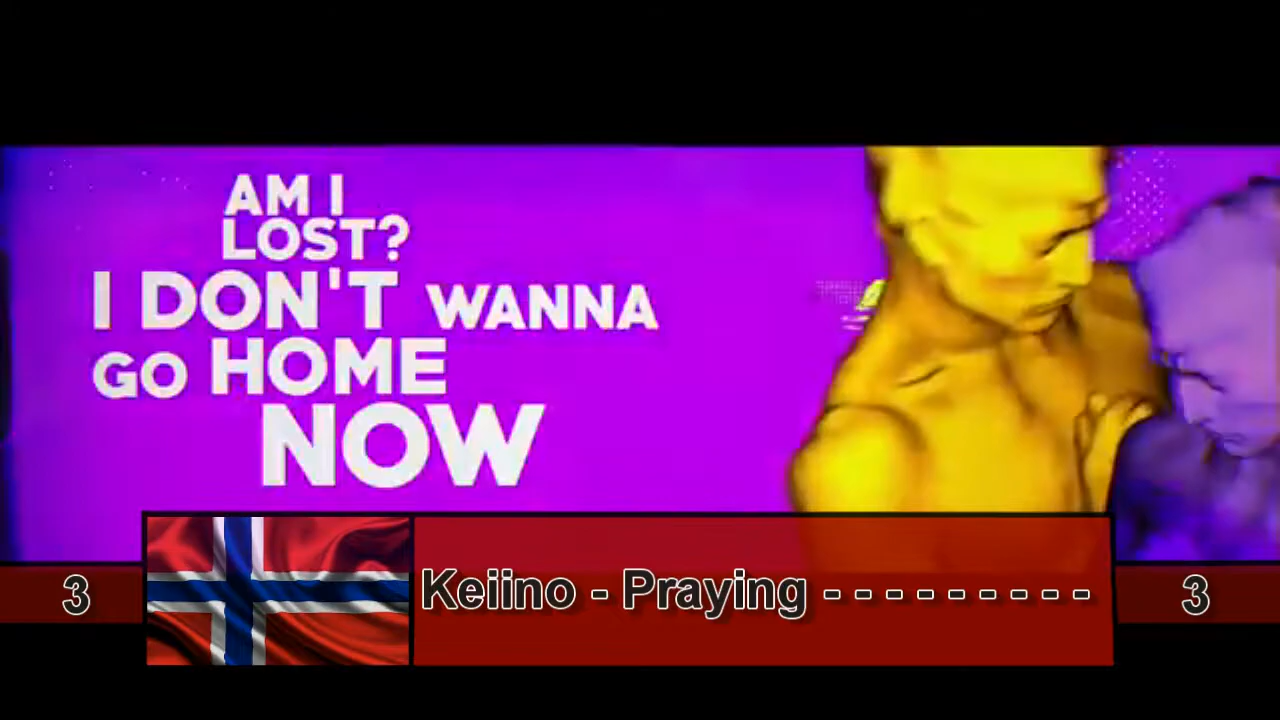 AM I
LOST?
I DON'T WANNA
GO HOME
NOW
3
Keiino - Praying - - - - - - - - -
3